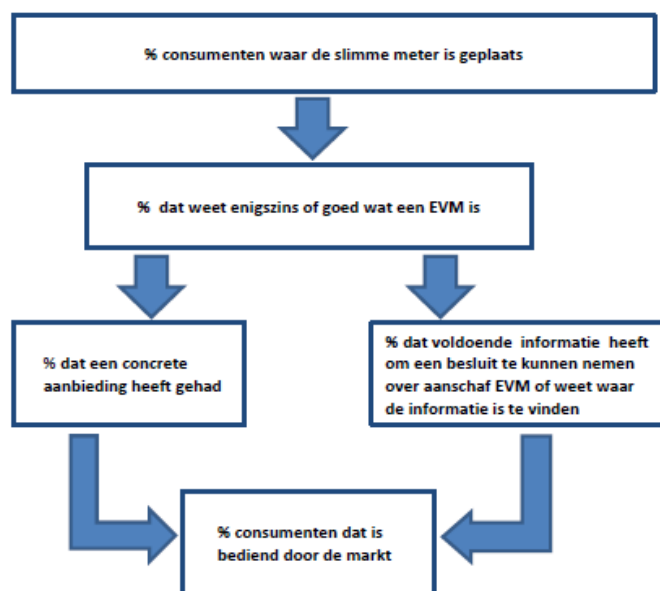 % consumenten waar de slimme meter is geplaats
% dat weet enigszins of goed wat een EVM is
% dat een concrete
aanbieding heeft gehad
% dat voldoende informatie heeft
om een besluit te kunnen nemen
over aanschaf EVM of weet waar
de informatie is te vinden
% consumenten dat is
bediend door de markt